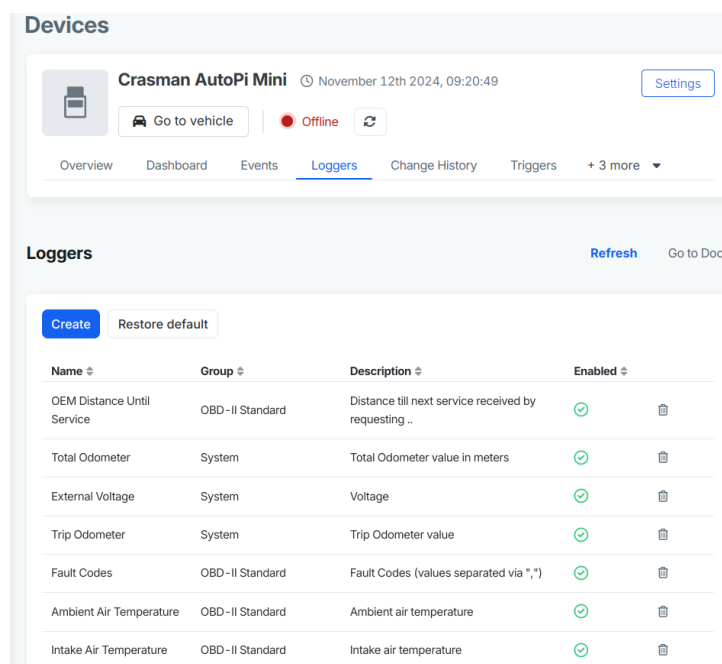 Devices
Crasman AutoPi Mini November 12th 2024, 09:20:49
Settings
Go to vehicle Offline
Overview Dashboard Events Loggers Change History Triggers + 3 more
Loggers Refresh Go to Doc
Create Restore default
Name Group Description Enabled
OEM Distance Until
Service
OBD-II Standard
Distance till next service received by
requesting ..
Total Odometer System Total Odometer value in meters
External Voltage System Voltage
Trip Odometer System Trip Odometer value
Fault Codes OBD-II Standard Fault Codes (values separated via ",")
Ambient Air Temperature OBD-II Standard Ambient air temperature
Intake Air Temperature OBD-II Standard Intake air temperature